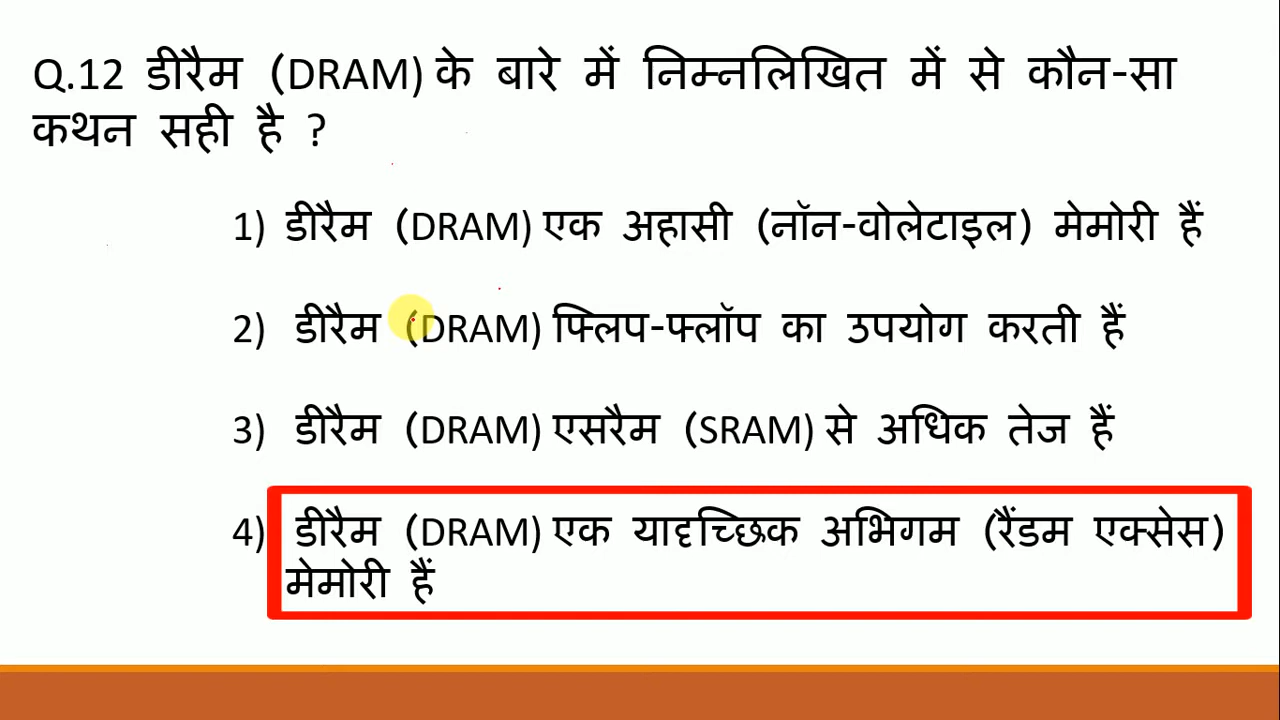 Q.12 डीरैम (DRAM) के बारे में निम्नलिखित में से कौन-सा
कथन सही है ?
1) डीरैम (DRAM) एक अहासी (नॉन-वोलेटाइल) मेमोरी हैं
2) डीरैम (DRAM) फ्लिप-फ्लॉप का उपयोग करती हैं
3) डीरैम (DRAM) एसरैम (SRAM) से अधिक तेज हैं
4) डीरैम (DRAM) एक यादृच्छिक अभिगम (रैंडम एक्सेस)
मेमोरी हैं